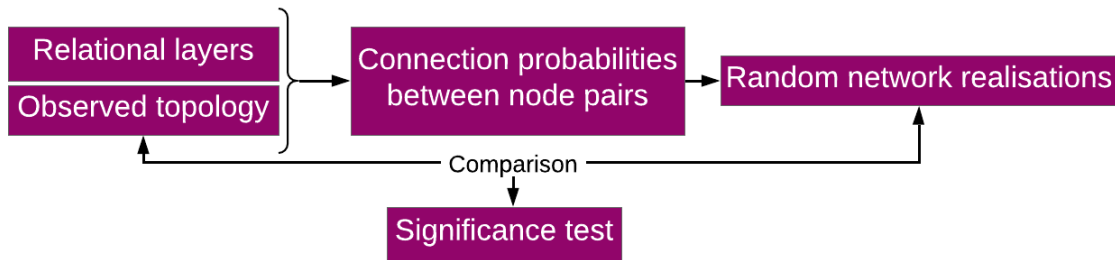 Relational layers
Observed topology
Connection probabilities
between node pairs
Random network realisations
Comparison
Significance test